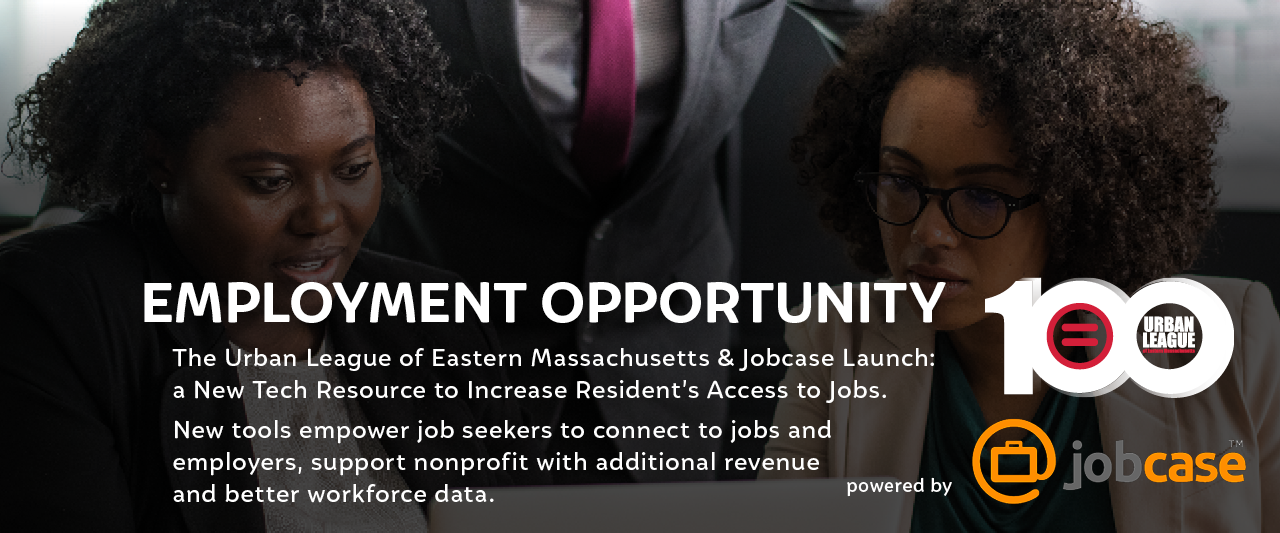 EMPLOYMENT OPPORTUNITY
The Urban League of Eastern Massachusetts & Jobcase Launch:
a New Tech Resource to Increase Resident's Access to Jobs.
New tools empower job seekers to connect to jobs and
employers, support nonprofit with additional revenue
and better workforce data.
100
URBAN
LEAGUE
powered by
jobcase™